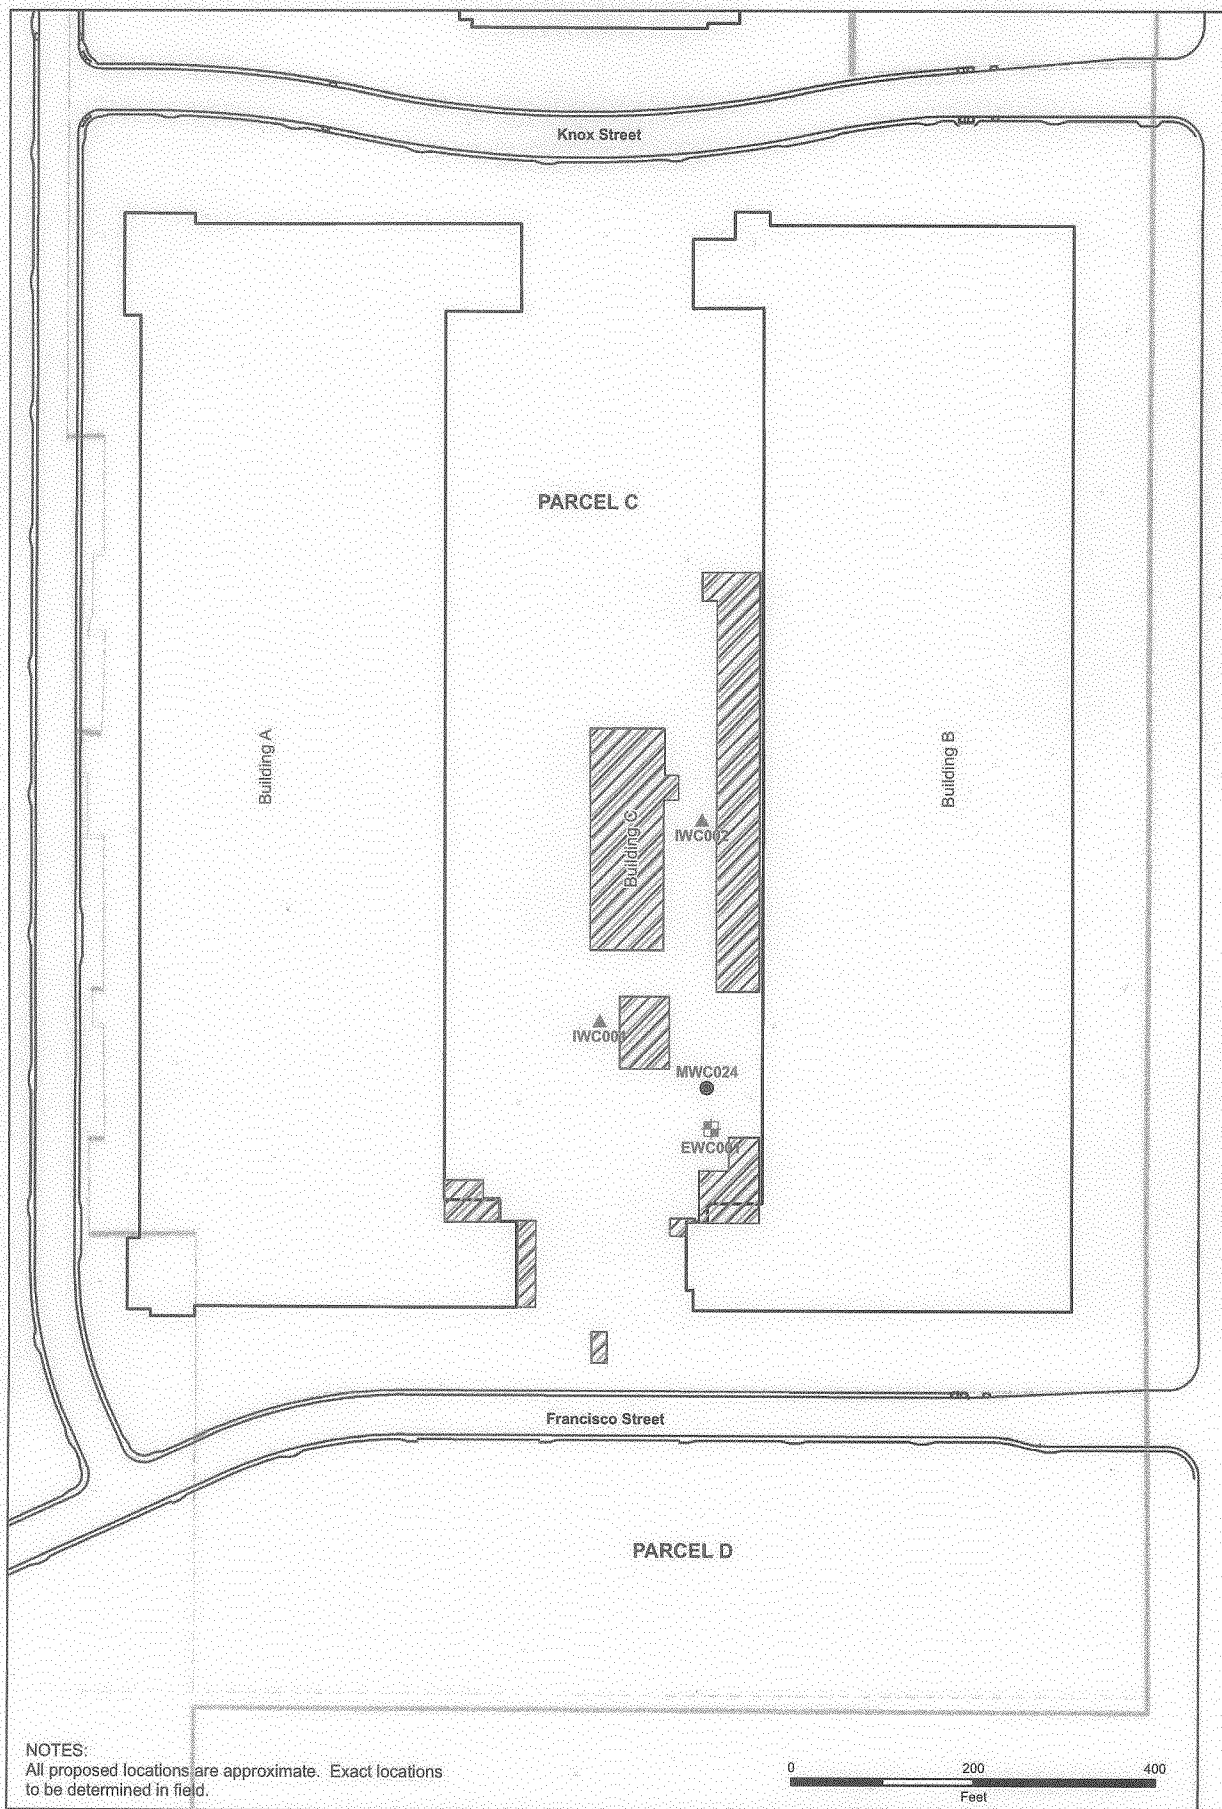 Knox Street
PARCEL C
Building A
Building B
Building C
IWC002
IWC001
MWC024
EWC001
Francisco Street
PARCEL D
NOTES:
All proposed locations are approximate. Exact locations
to be determined in field.
0 200 400
Feet